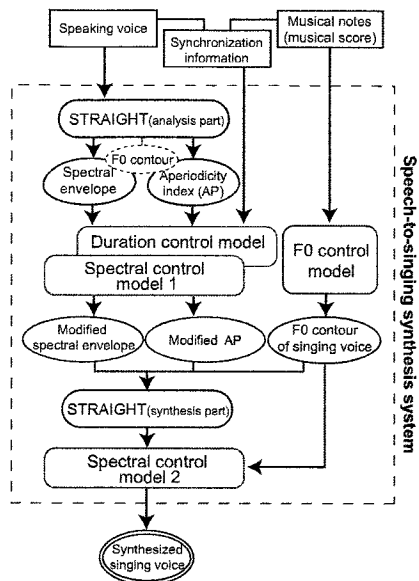 Speaking voice
Synchronization
information
Musical notes
(musical score)
STRAIGHT(analysis part)
F0 contour
Spectral
envelope
Aperiodicity
index (AP)
Duration control model
Spectral control
model 1
F0 control
model
Modified
spectral envelope
Modified AP
F0 contour
of singing voice
STRAIGHT(synthesis part)
Spectral control
model 2
Synthesized
singing voice
Speech-to-singing synthesis system